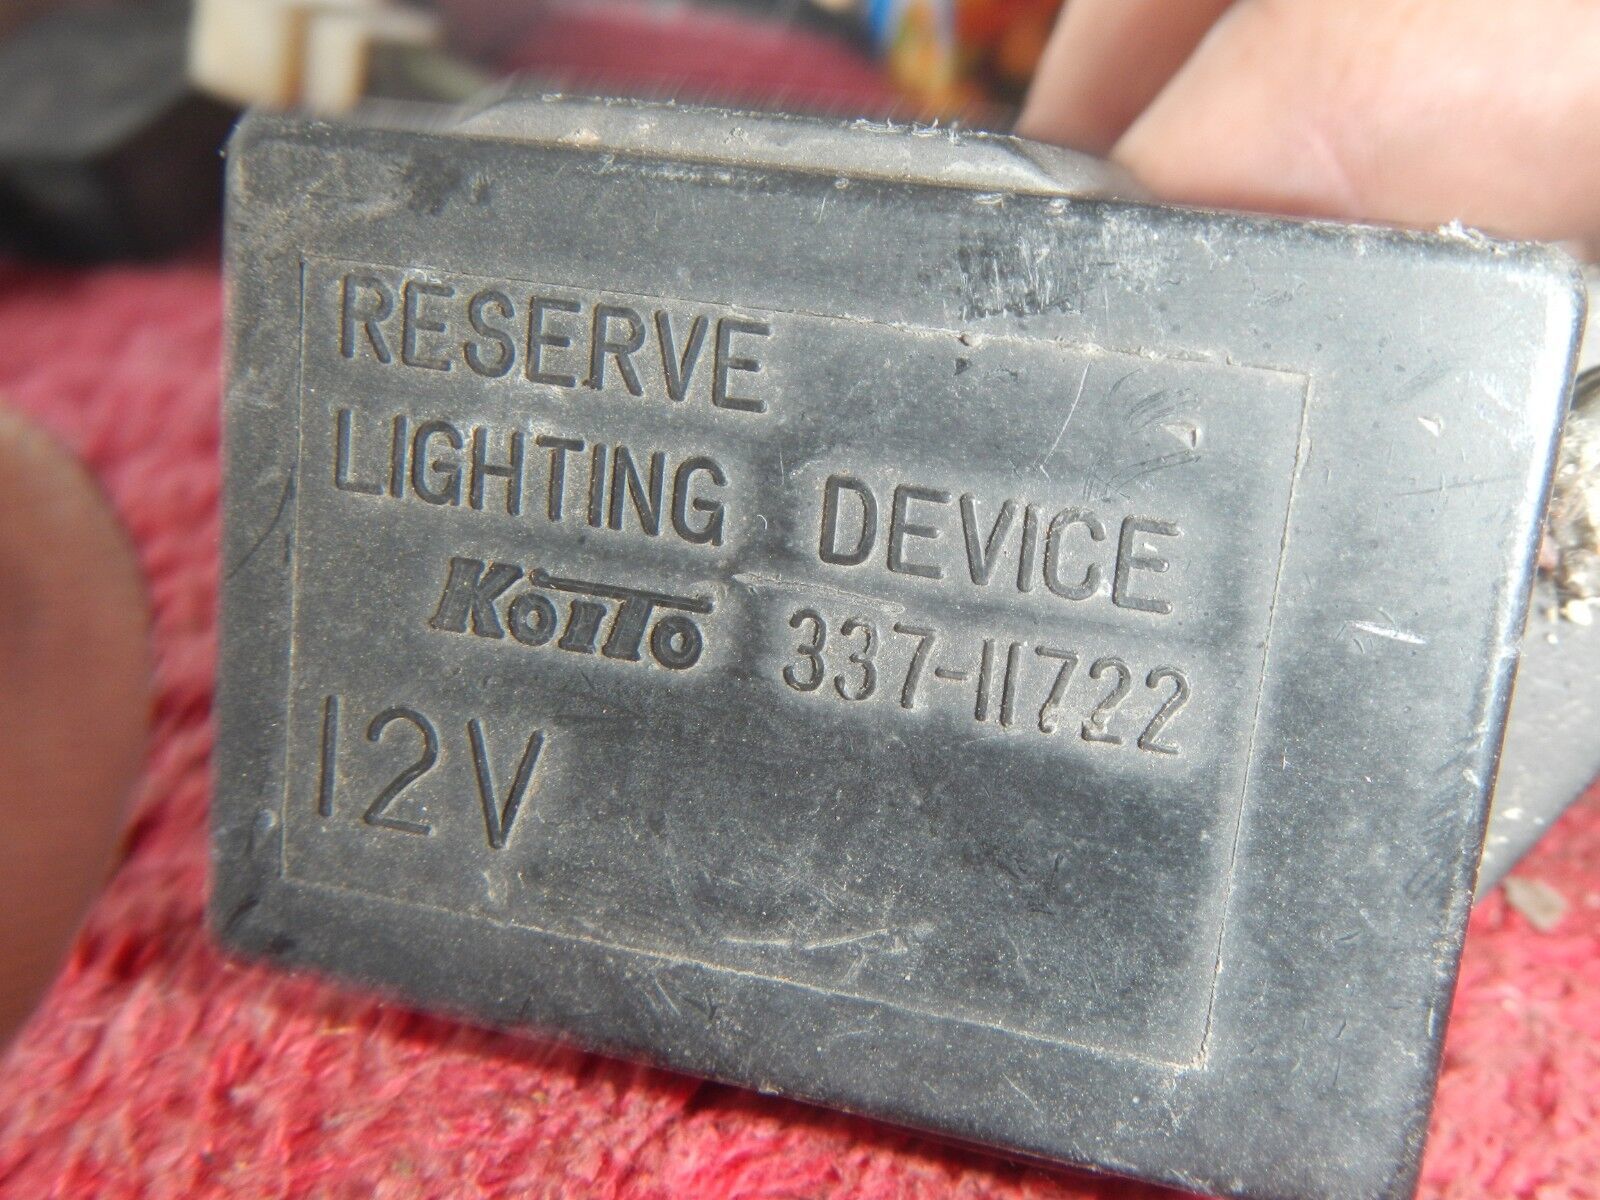 RESERVE
LIGHTING DEVICE
KOITO 337-11722
12V